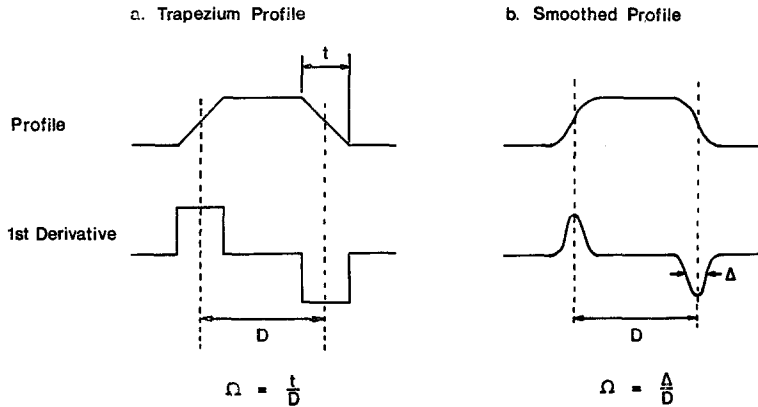 a. Trapezium Profile
b. Smoothed Profile
t
Profile
1st Derivative
Δ
D
D
Ω = t/D
Ω = Δ/D